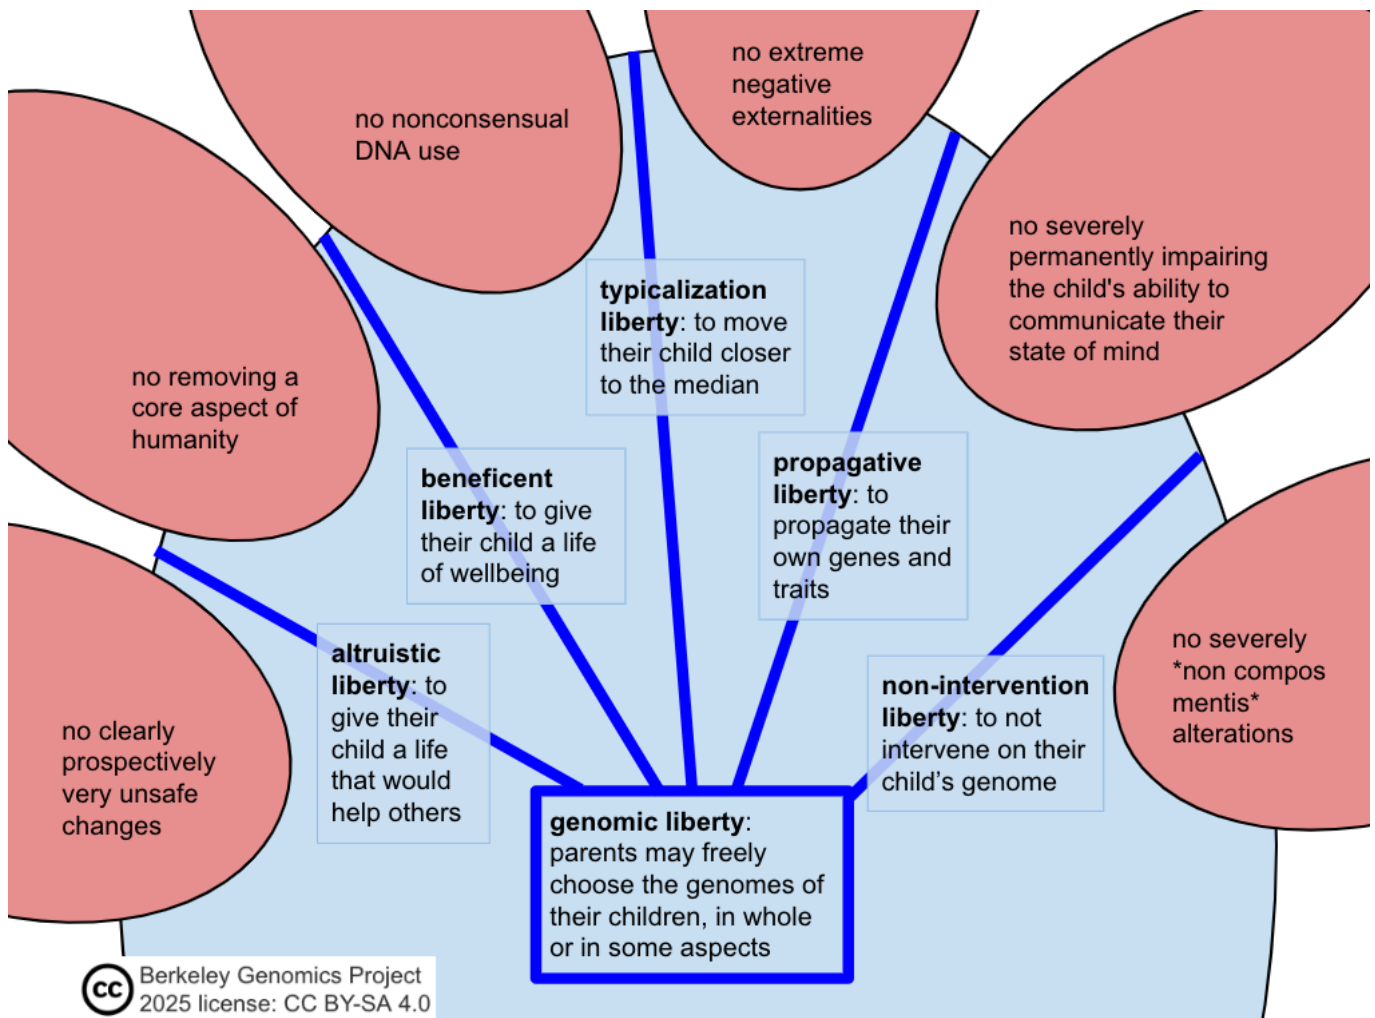 no extreme
negative
externalities
no nonconsensual
DNA use
no severely
permanently impairing
the child's ability to
communicate their
state of mind
no removing a
core aspect of
humanity
typicalization
liberty: to move
their child closer
to the median
beneficent
liberty: to give
their child a life
of wellbeing
propagative
liberty: to
propagate their
own genes and
traits
altruistic
liberty: to
give their
child a life
that would
help others
non-intervention
liberty: to not
intervene on their
child’s genome
no severely
*non compos
mentis*
alterations
no clearly
prospectively
very unsafe
changes
genomic liberty:
parents may freely
choose the genomes of
their children, in whole
or in some aspects
cc
Berkeley Genomics Project
2025 license: CC BY-SA 4.0